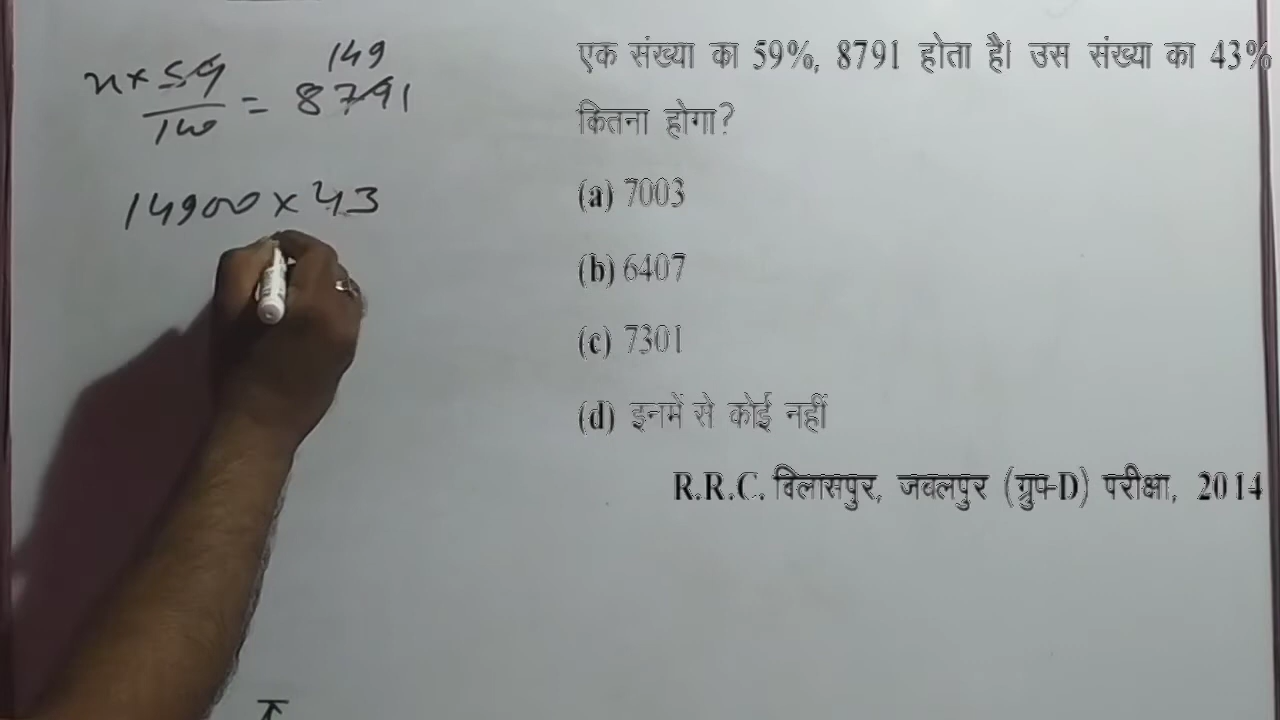 149
n × 59 / 100 = 8791
14900 × 43
एक संख्या का 59%, 8791 होता है। उस संख्या का 43%
कितना होगा?
(a) 7003
(b) 6407
(c) 7301
(d) इनमें से कोई नहीं
R.R.C. बिलासपुर, जबलपुर (ग्रुप-D) परीक्षा, 2014